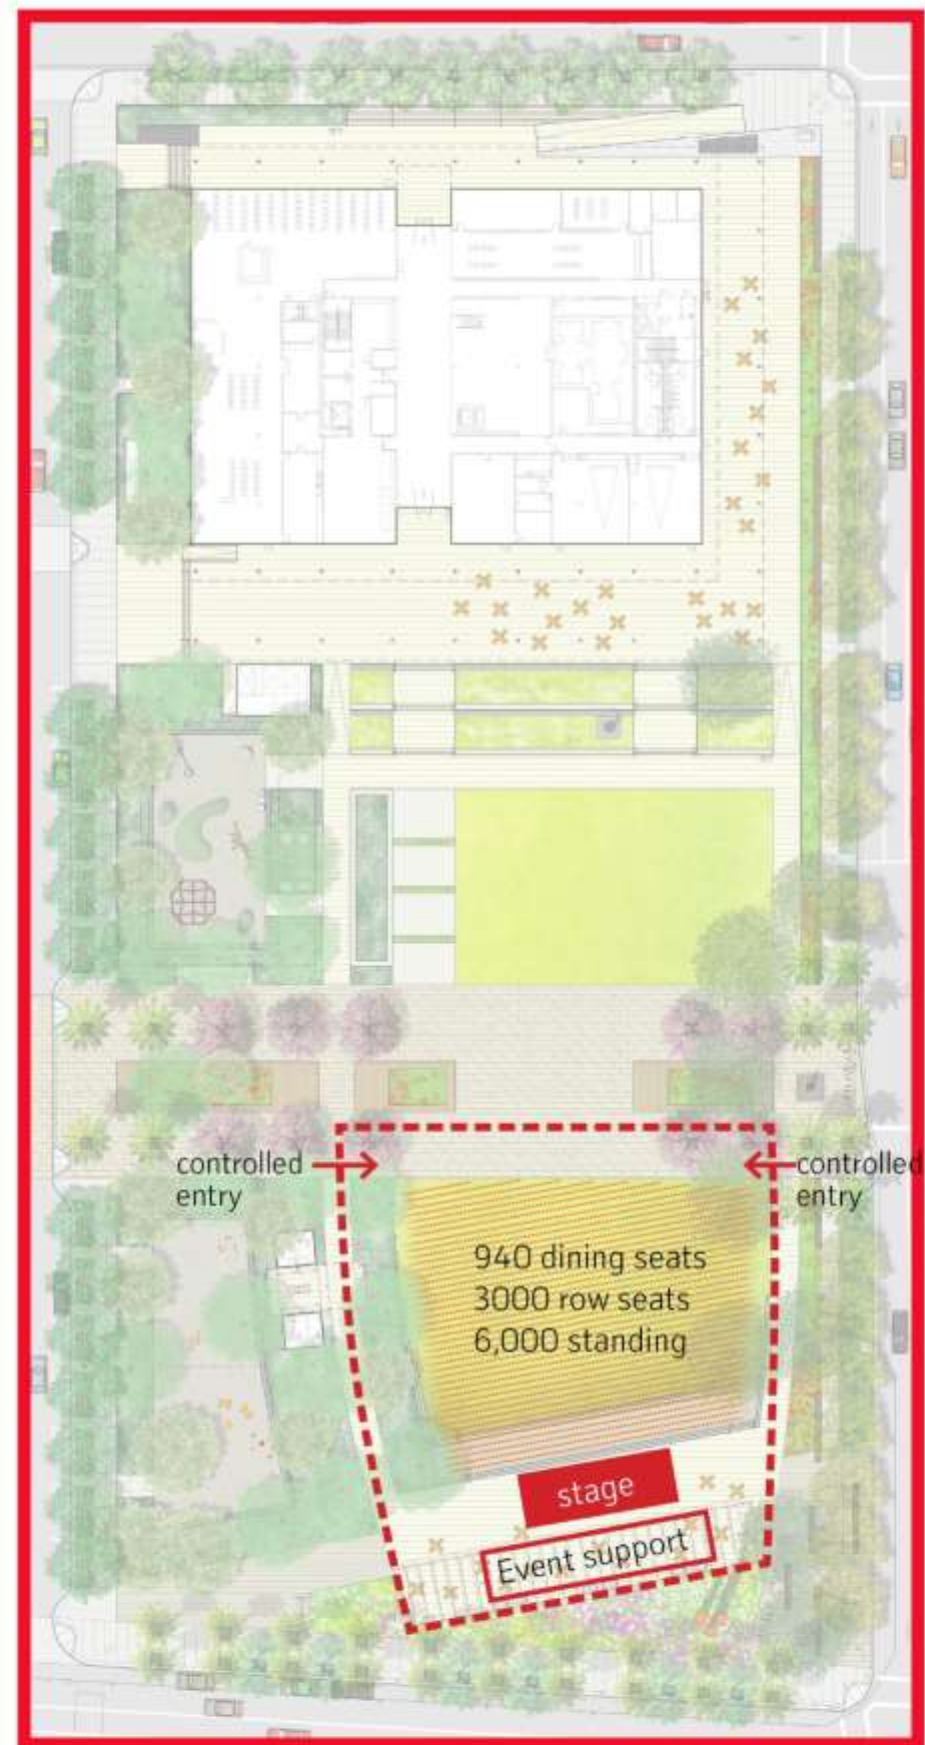 controlled
entry
controlled
entry
940 dining seats
3000 row seats
6,000 standing
stage
Event support